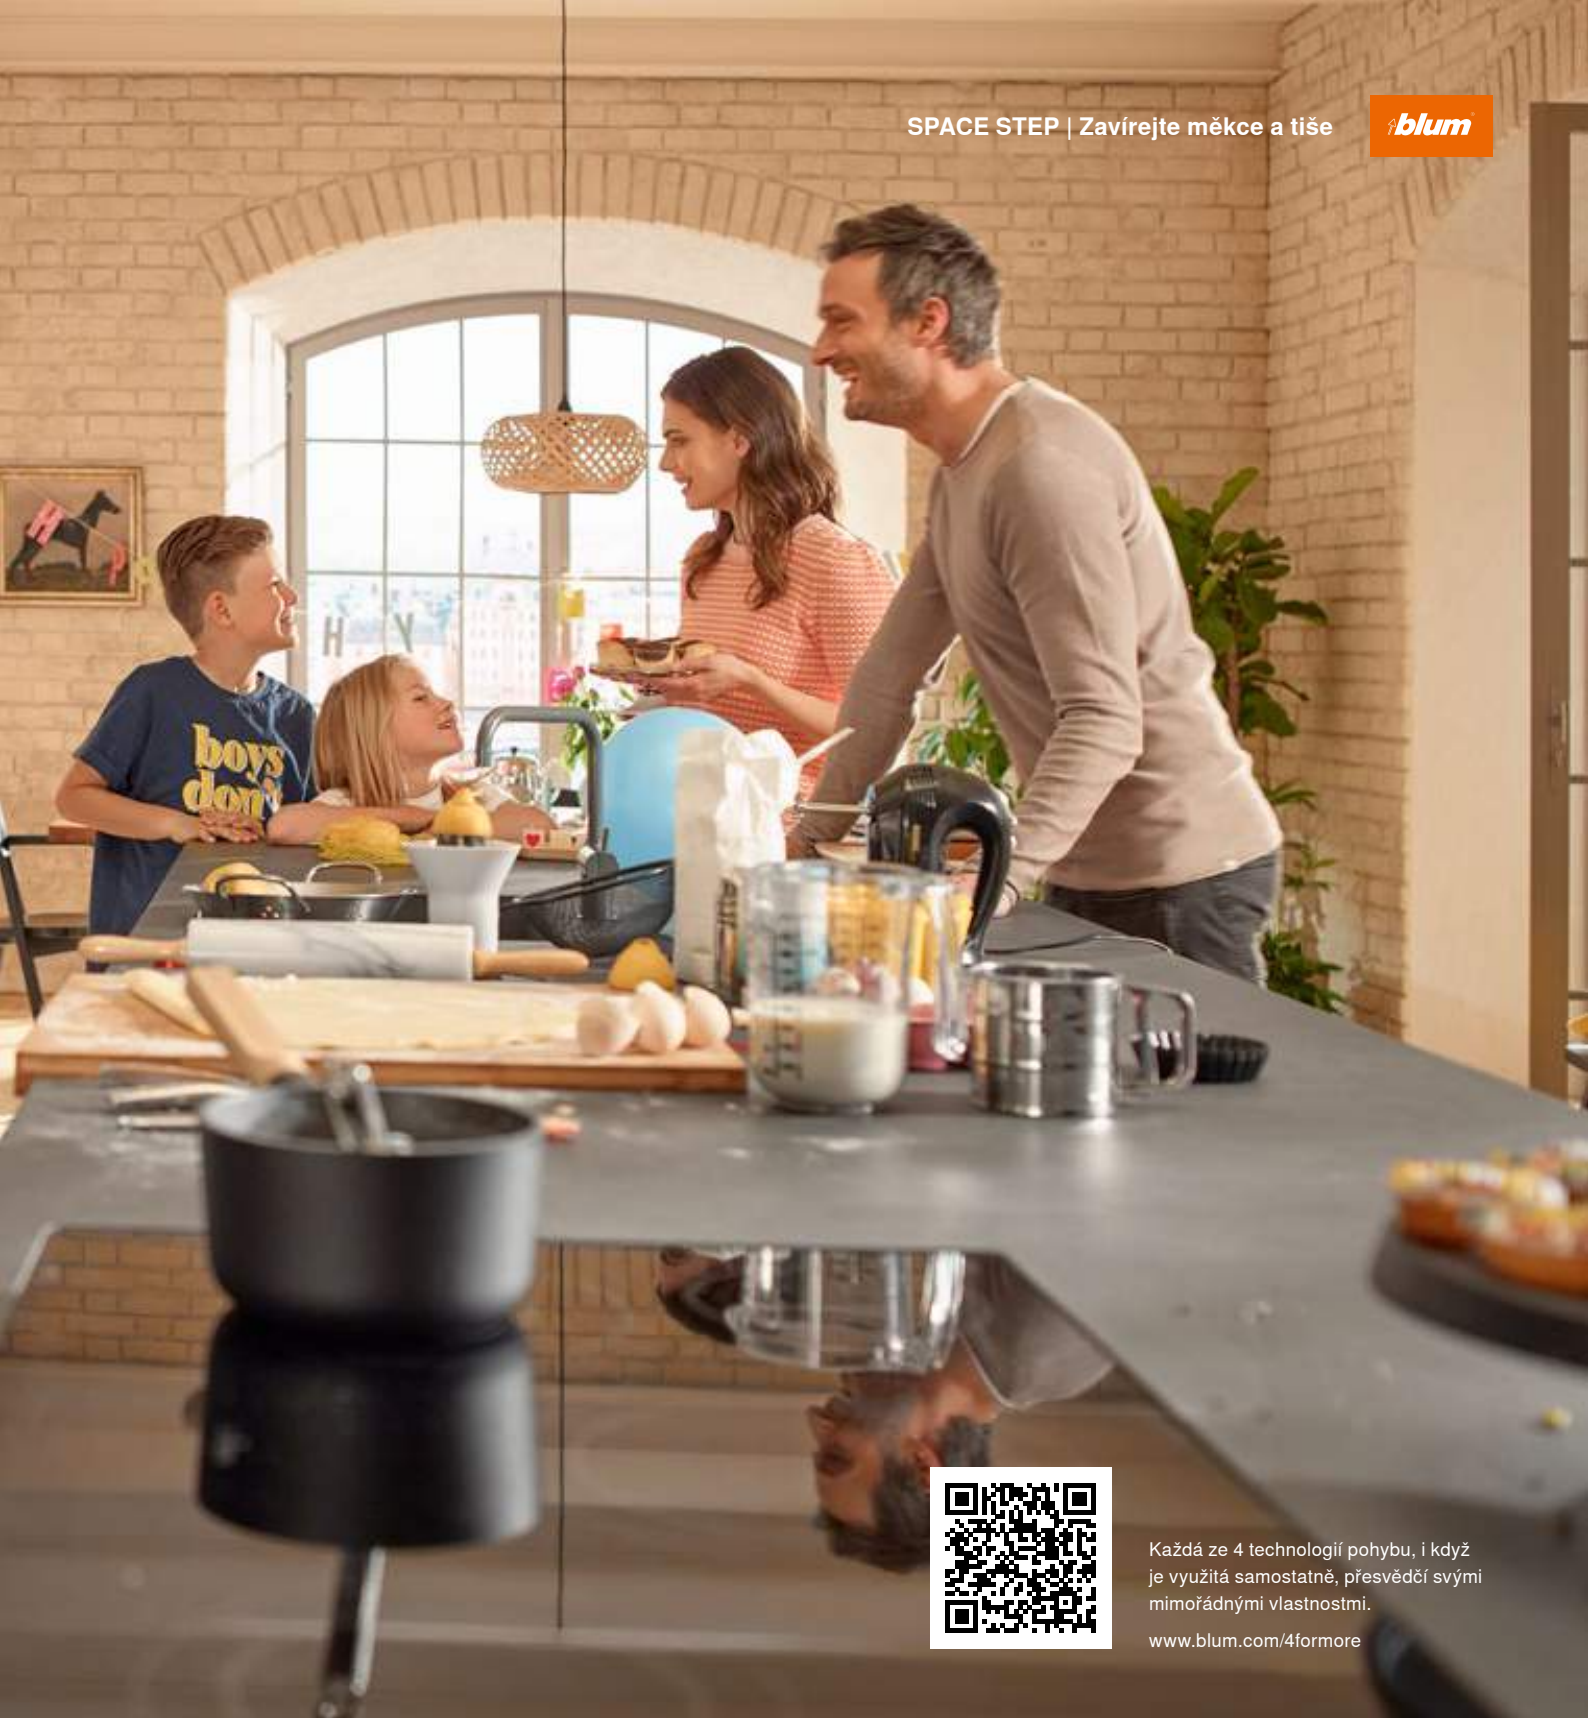 SPACE STEP | Zavírejte měkce a tiše
blum
H Y
boys
don't
Každá ze 4 technologií pohybu, i když
je využitá samostatně, přesvědčí svými
mimořádnými vlastnostmi.
www.blum.com/4formore